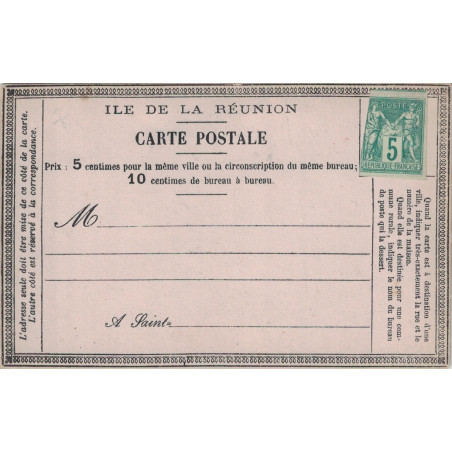 ILE DE LA RÉUNION
CARTE POSTALE
Prix : 5 centimes pour la même ville ou la circonscription du même bureau;
10 centimes de bureau à bureau.
M
A Saint-
L'adresse seule doit être mise de ce côté de la carte.
L'autre côté est réservé à la correspondance.
POSTE
5
REPUBLIQUE FRANÇAISE
Quand la carte est à destination d'une
ville, indiquer très-exactement la rue et le
numéro de la maison.
Quand elle est destinée pour une com-
mune rurale, indiquer le nom du bureau
de poste qui la dessert.